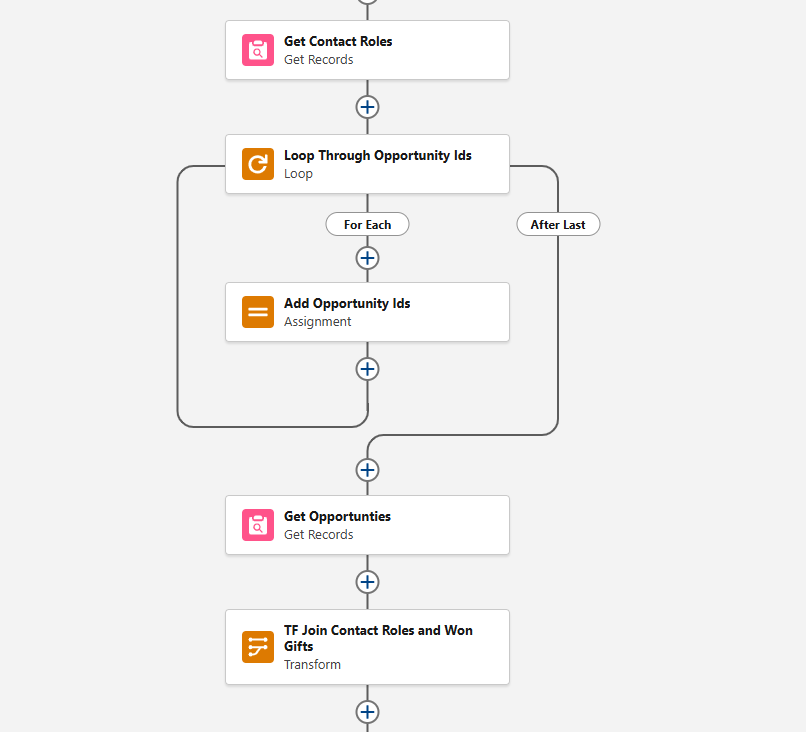 Get Contact Roles
Get Records
Loop Through Opportunity Ids
Loop
For Each
After Last
Add Opportunity Ids
Assignment
Get Opportunties
Get Records
TF Join Contact Roles and Won
Gifts
Transform